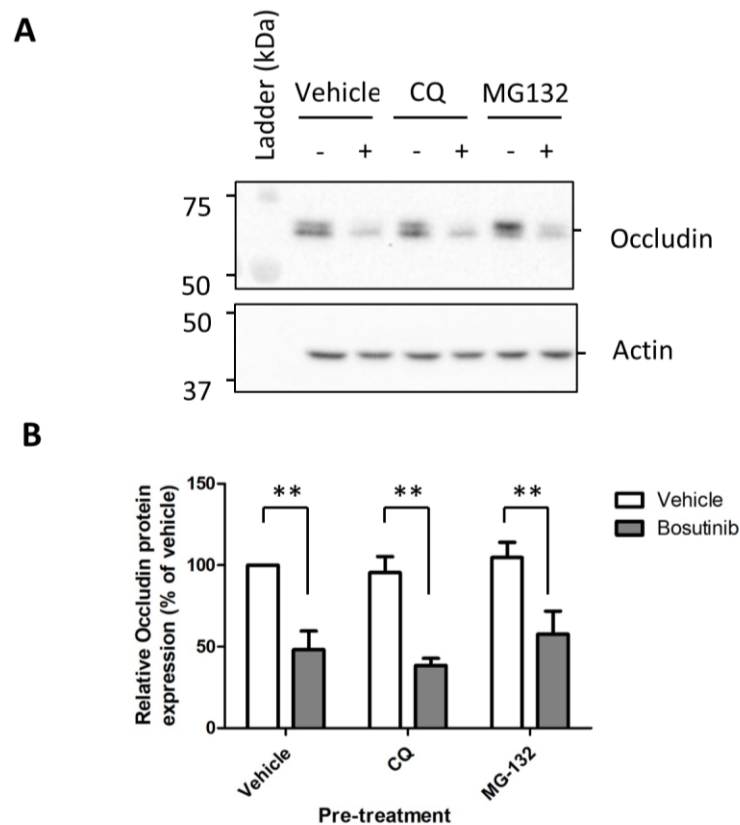 A
Ladder (kDa)
Vehicle CQ MG132
- + - + - +
75
Occludin
50
50
Actin
37
B
Relative Occludin protein
expression (% of vehicle)
150
100
50
0
** ** **
Vehicle
Bosutinib
Vehicle CQ MG-132
Pre-treatment